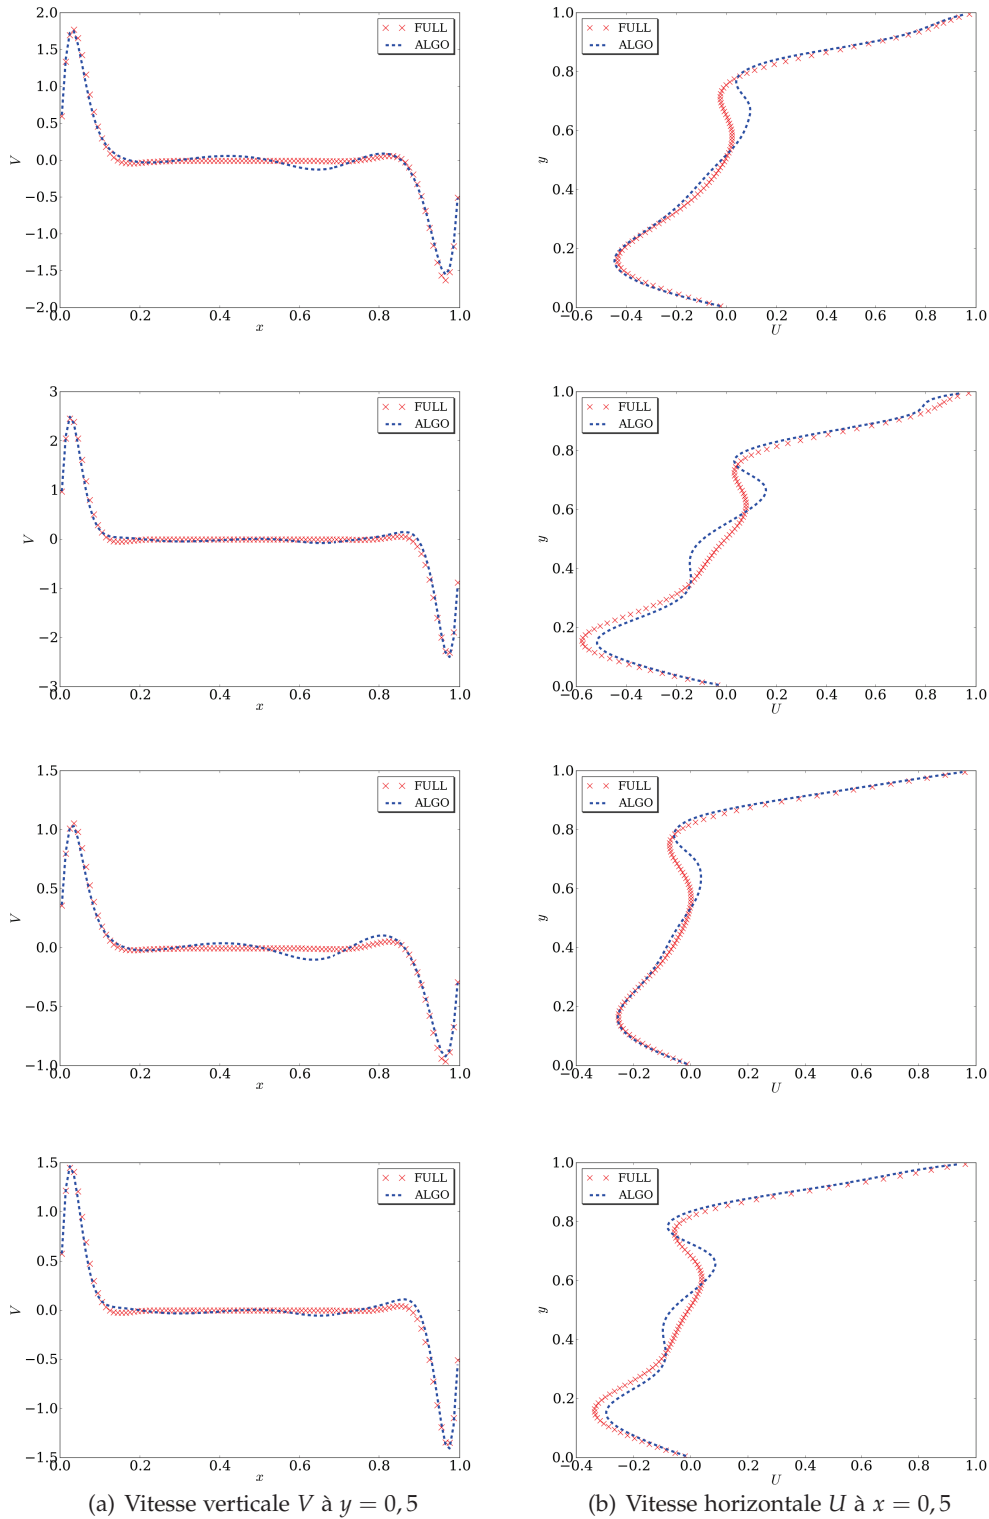 2.0
1.5
1.0
0.5
0.0
−0.5
−1.0
−1.5
−2.0
V
FULL
ALGO
0.0 0.2 0.4 0.6 0.8 1.0
x
1.0
0.8
0.6
0.4
0.2
0.0
y
FULL
ALGO
−0.6 −0.4 −0.2 0.0 0.2 0.4 0.6 0.8 1.0
U
3
2
1
0
−1
−2
−3
V
FULL
ALGO
0.0 0.2 0.4 0.6 0.8 1.0
x
1.0
0.8
0.6
0.4
0.2
0.0
y
FULL
ALGO
−0.6 −0.4 −0.2 0.0 0.2 0.4 0.6 0.8 1.0
U
1.5
1.0
0.5
0.0
−0.5
−1.0
V
FULL
ALGO
0.0 0.2 0.4 0.6 0.8 1.0
x
1.0
0.8
0.6
0.4
0.2
0.0
y
FULL
ALGO
−0.4 −0.2 0.0 0.2 0.4 0.6 0.8 1.0
U
1.5
1.0
0.5
0.0
−0.5
−1.0
−1.5
V
FULL
ALGO
0.0 0.2 0.4 0.6 0.8 1.0
x
1.0
0.8
0.6
0.4
0.2
0.0
y
FULL
ALGO
−0.4 −0.2 0.0 0.2 0.4 0.6 0.8 1.0
U
(a) Vitesse verticale V à y = 0, 5
(b) Vitesse horizontale U à x = 0, 5